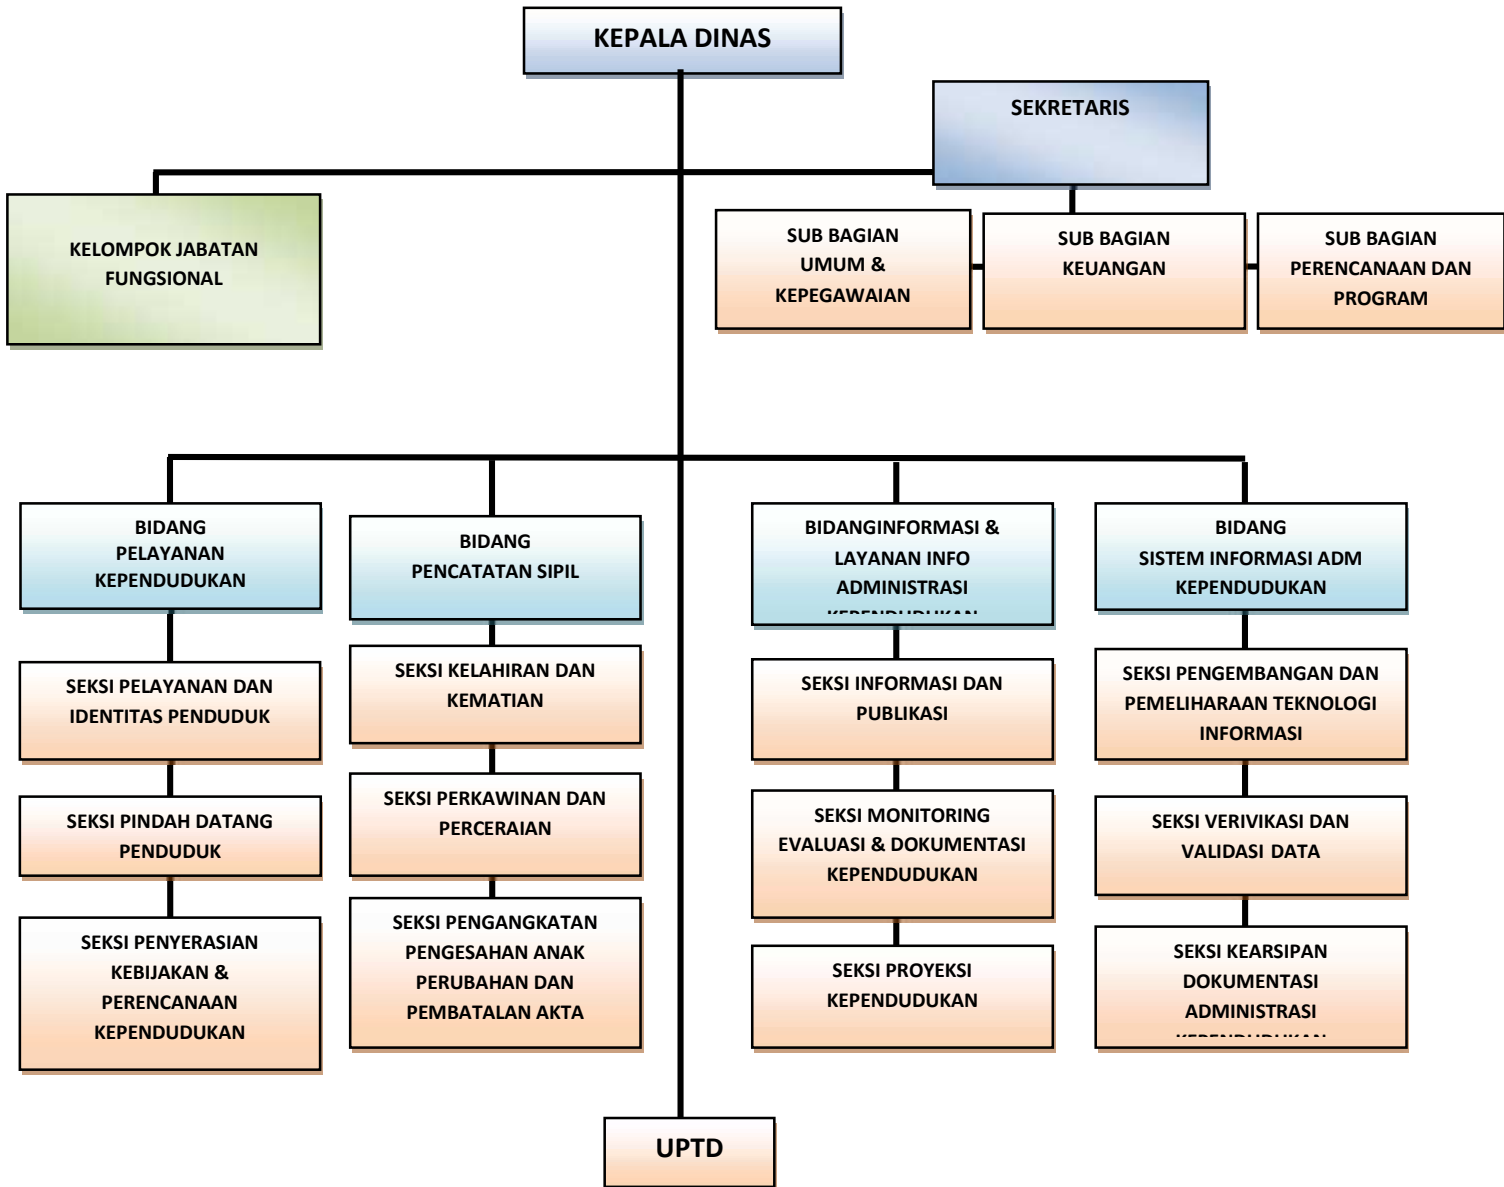 KEPALA DINAS
SEKRETARIS
KELOMPOK JABATAN
FUNGSIONAL
SUB BAGIAN
UMUM &
KEPEGAWAIAN
SUB BAGIAN
KEUANGAN
SUB BAGIAN
PERENCANAAN DAN
PROGRAM
BIDANG
PELAYANAN
KEPENDUDUKAN
BIDANG
PENCATATAN SIPIL
BIDANGINFORMASI &
LAYANAN INFO
ADMINISTRASI
KEPENDUDUKAN
BIDANG
SISTEM INFORMASI ADM
KEPENDUDUKAN
SEKSI PELAYANAN DAN
IDENTITAS PENDUDUK
SEKSI KELAHIRAN DAN
KEMATIAN
SEKSI INFORMASI DAN
PUBLIKASI
SEKSI PENGEMBANGAN DAN
PEMELIHARAAN TEKNOLOGI
INFORMASI
SEKSI PINDAH DATANG
PENDUDUK
SEKSI PERKAWINAN DAN
PERCERAIAN
SEKSI MONITORING
EVALUASI & DOKUMENTASI
KEPENDUDUKAN
SEKSI VERIVIKASI DAN
VALIDASI DATA
SEKSI PENYERASIAN
KEBIJAKAN &
PERENCANAAN
KEPENDUDUKAN
SEKSI PENGANGKATAN
PENGESAHAN ANAK
PERUBAHAN DAN
PEMBATALAN AKTA
SEKSI PROYEKSI
KEPENDUDUKAN
SEKSI KEARSIPAN
DOKUMENTASI
ADMINISTRASI
KEPENDUDUKAN
UPTD